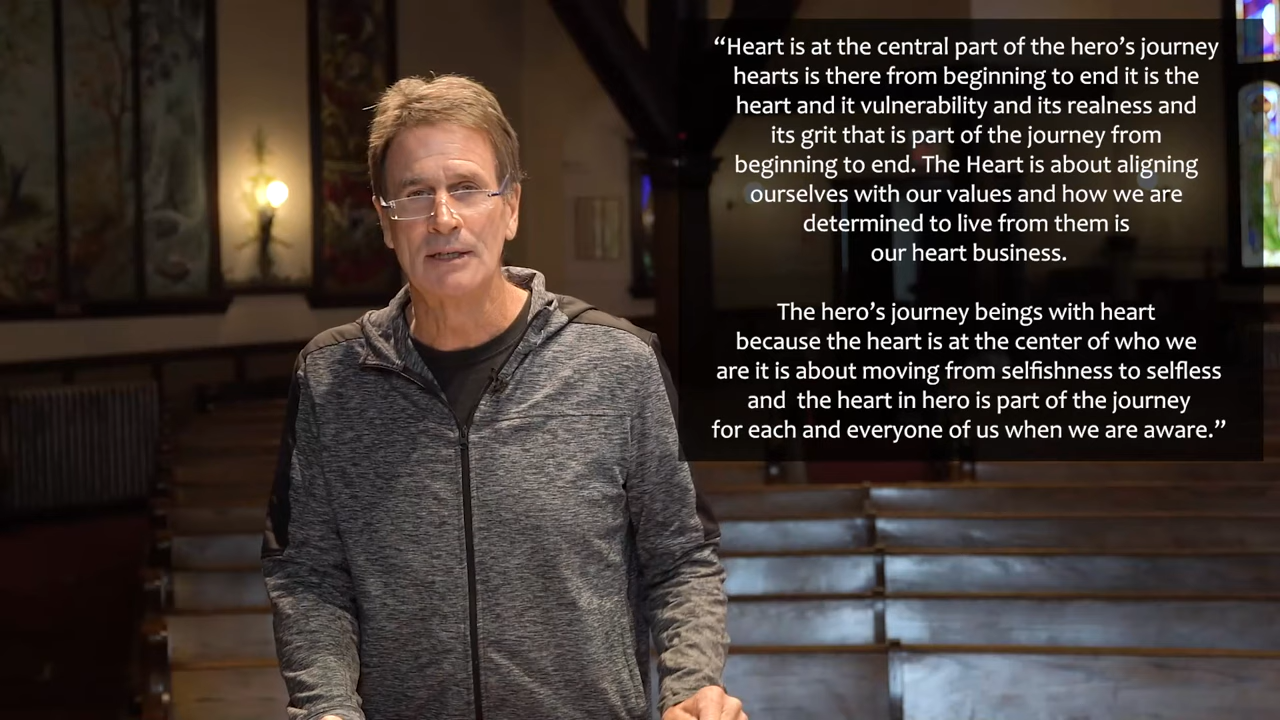 “Heart is at the central part of the hero’s journey
hearts is there from beginning to end it is the
heart and it vulnerability and its realness and
its grit that is part of the journey from
beginning to end. The Heart is about aligning
ourselves with our values and how we are
determined to live from them is
our heart business.
The hero’s journey beings with heart
because the heart is at the center of who we
are it is about moving from selfishness to selfless
and the heart in hero is part of the journey
for each and everyone of us when we are aware.”